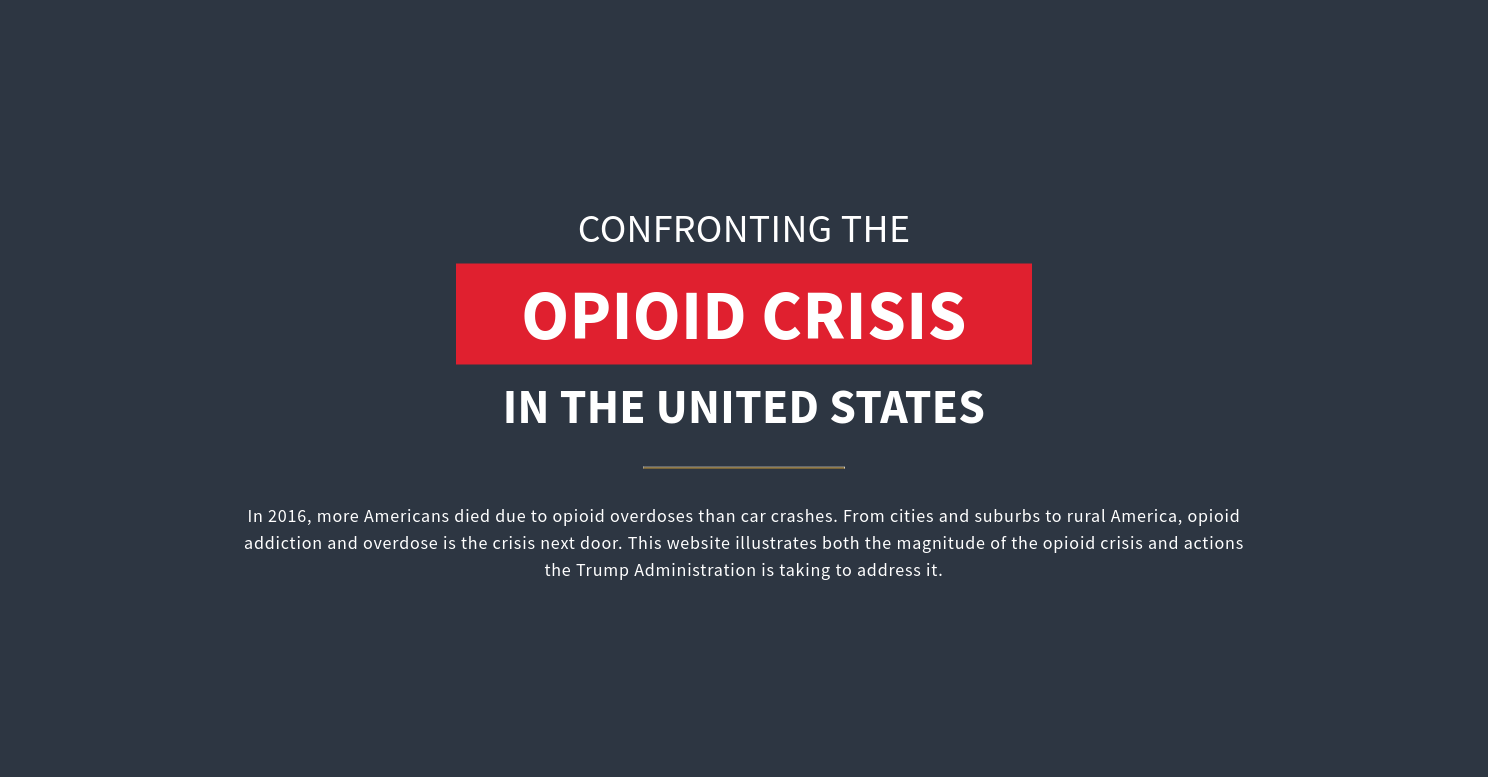 CONFRONTING THE
OPIOID CRISIS
IN THE UNITED STATES
In 2016, more Americans died due to opioid overdoses than car crashes. From cities and suburbs to rural America, opioid
addiction and overdose is the crisis next door. This website illustrates both the magnitude of the opioid crisis and actions
the Trump Administration is taking to address it.